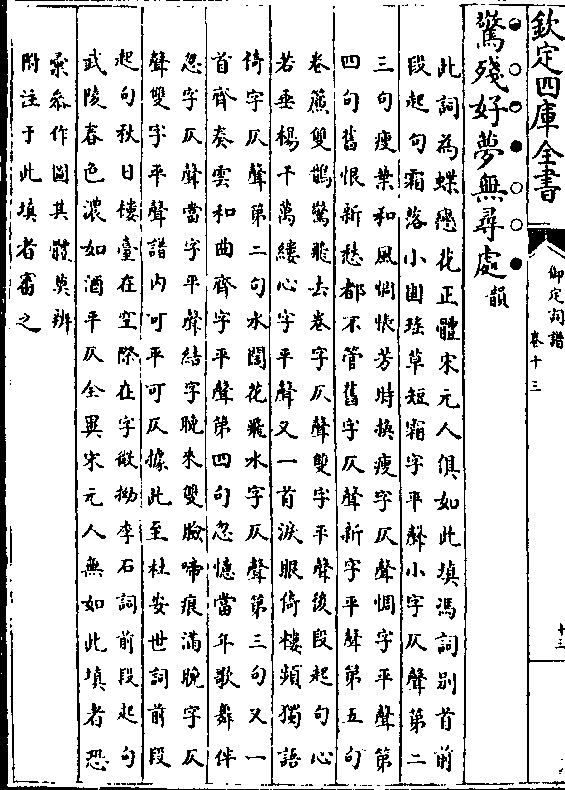 欽定四庫全書
御定詞譜
卷十三
十三
驚殘好夢無尋處韻
此詞為蝶戀花正體宋元人俱如此填馮詞別首前
段起句霜落小園瑤草短霜字平聲小字仄聲第二
三句瘦葉和風惆悵芳時換瘦字仄聲惆字平聲第
四句舊恨新愁都不管舊字仄聲新字平聲第五句
卷簾雙鵲驚飛去卷字仄聲雙字平聲後段起句心
若垂楊千萬縷心字平聲又一首淚眼倚樓頻獨語
倚字仄聲第二句水閣花飛水字仄聲第三句又一
首齊奏雲和曲齊字平聲第四句忽憶當年歌舞伴
忽字仄聲當字平聲結字晚來雙臉啼痕滿晚字仄
聲雙字平聲譜內可平可仄據此至杜安世詞前段
起句秋日樓臺在空際在字微拗李石詞前段起句
武陵春色濃如酒平仄全異宋元人無如此填者恐
彙叅作圖其體莫辨
附注于此填者審之